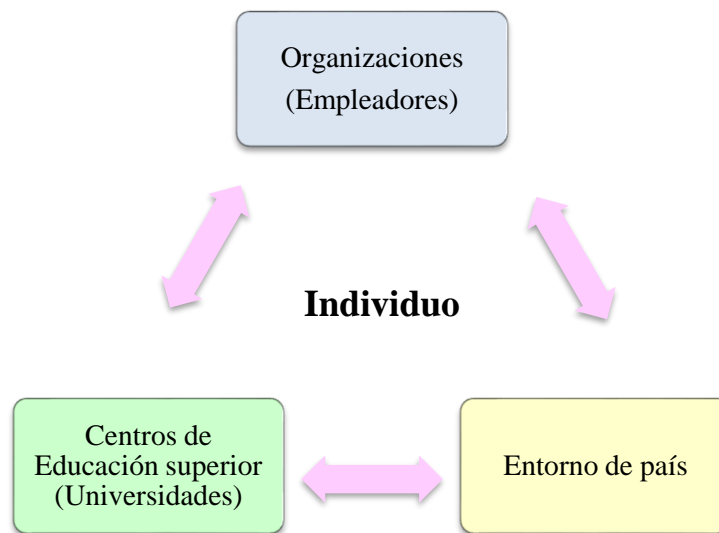 Organizaciones
(Empleadores)
Individuo
Centros de
Educación superior
(Universidades)
Entorno de país